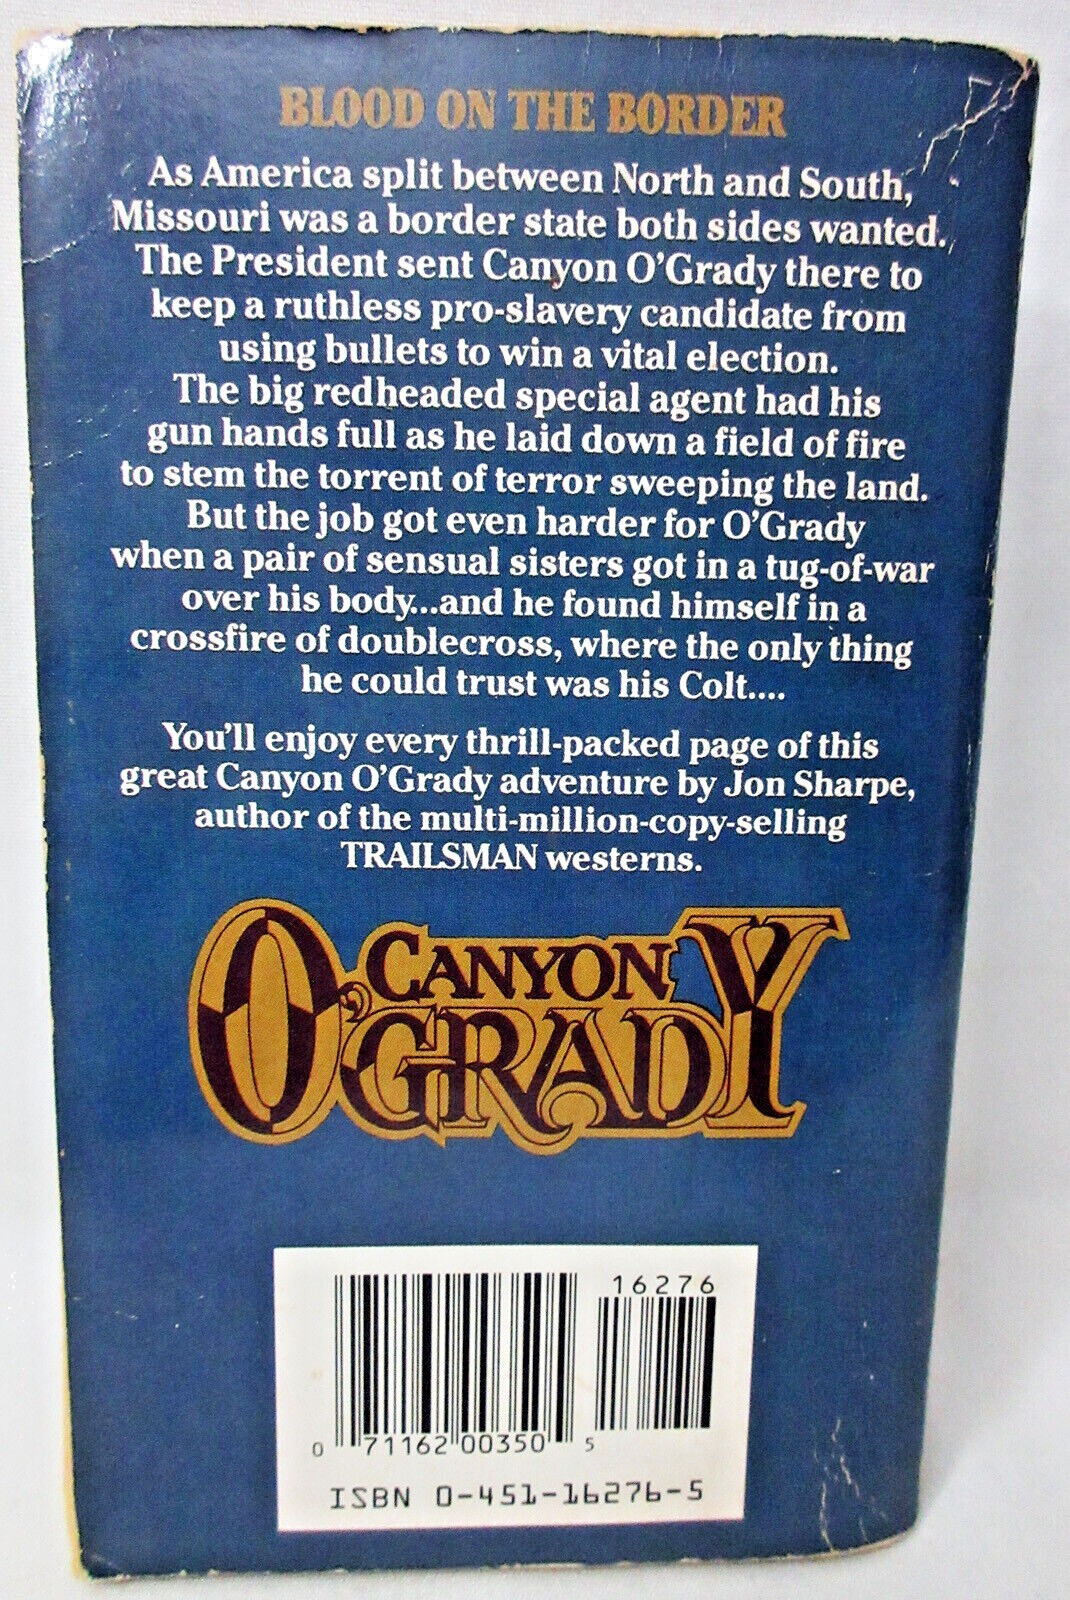 BLOOD ON THE BORDER
As America split between North and South,
Missouri was a border state both sides wanted.
The President sent Canyon O'Grady there to
keep a ruthless pro-slavery candidate from
using bullets to win a vital election.
The big redheaded special agent had his
gun hands full as he laid down a field of fire
to stem the torrent of terror sweeping the land.
But the job got even harder for O'Grady
when a pair of sensual sisters got in a tug-of-war
over his body...and he found himself in a
crossfire of doublecross, where the only thing
he could trust was his Colt....
You'll enjoy every thrill-packed page of this
great Canyon O'Grady adventure by Jon Sharpe,
author of the multi-million-copy-selling
TRAILSMAN westerns.
CANYON
O'GRADY
16276
0 71162 00350 5
ISBN 0-451-16276-5